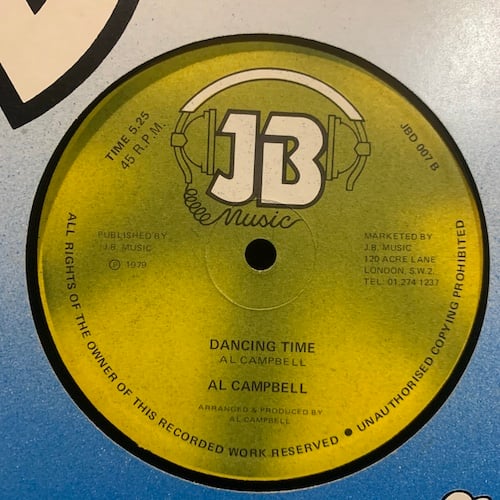 TIME 5.25
45 R.P.M.
JB
Music
JBD 007 B
PUBLISHED BY
J.B. MUSIC
℗ 1979
MARKETED BY
J.B. MUSIC
120 ACRE LANE
LONDON, S.W.2.
TEL: 01.274 1237
DANCING TIME
AL CAMPBELL
AL CAMPBELL
ARRANGED & PRODUCED BY
AL CAMPBELL
ALL RIGHTS OF THE OWNER OF THIS RECORDED WORK RESERVED ● UNAUTHORISED COPYING PROHIBITED